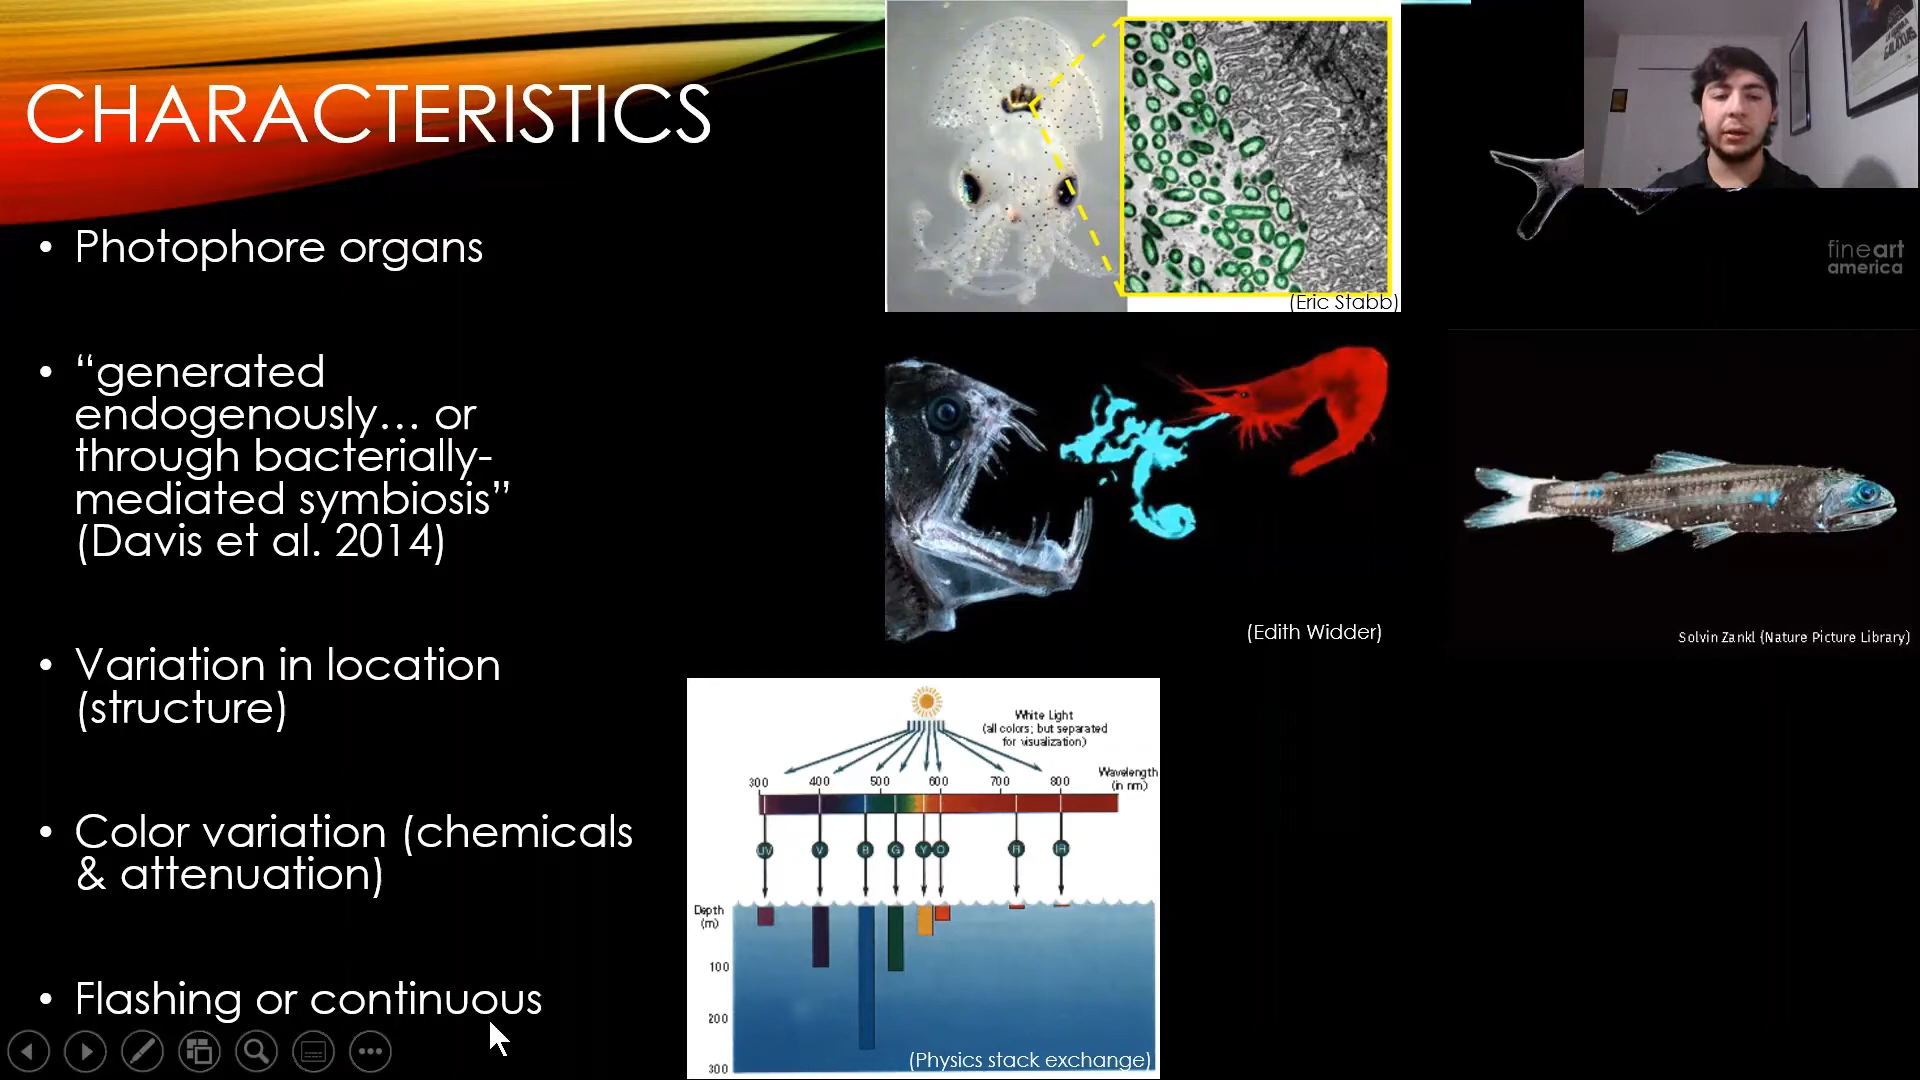 CHARACTERISTICS
• Photophore organs
• “generated
endogenously… or
through bacterially-
mediated symbiosis”
(Davis et al. 2014)
• Variation in location
(structure)
• Color variation (chemicals
& attenuation)
• Flashing or continuous
(Eric Stabb)
fineart
america
(Edith Widder)
Solvin Zankl (Nature Picture Library)
White Light
(all colors; but separated
for visualization)
Wavelength
(in nm)
300 400 500 600 700 800
UV V B G Y O R IR
Depth
(m)
100
200
300
(Physics stack exchange)